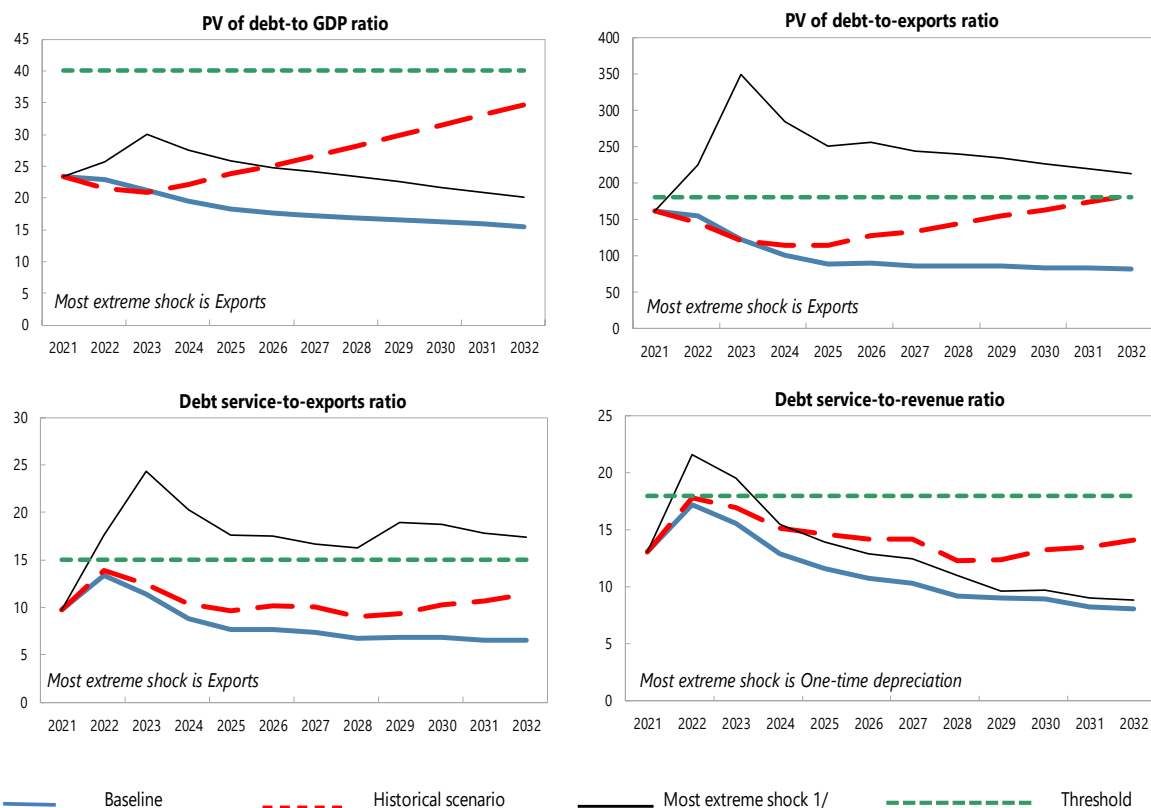 PV of debt-to GDP ratio
45
40
35
30
25
20
15
10
5
0
Most extreme shock is Exports
2021 2022 2023 2024 2025 2026 2027 2028 2029 2030 2031 2032
PV of debt-to-exports ratio
400
350
300
250
200
150
100
50
0
Most extreme shock is Exports
2021 2022 2023 2024 2025 2026 2027 2028 2029 2030 2031 2032
Debt service-to-exports ratio
30
25
20
15
10
5
0
Most extreme shock is Exports
2021 2022 2023 2024 2025 2026 2027 2028 2029 2030 2031 2032
Debt service-to-revenue ratio
25
20
15
10
5
0
Most extreme shock is One-time depreciation
2021 2022 2023 2024 2025 2026 2027 2028 2029 2030 2031 2032
Baseline Historical scenario Most extreme shock 1/ Threshold